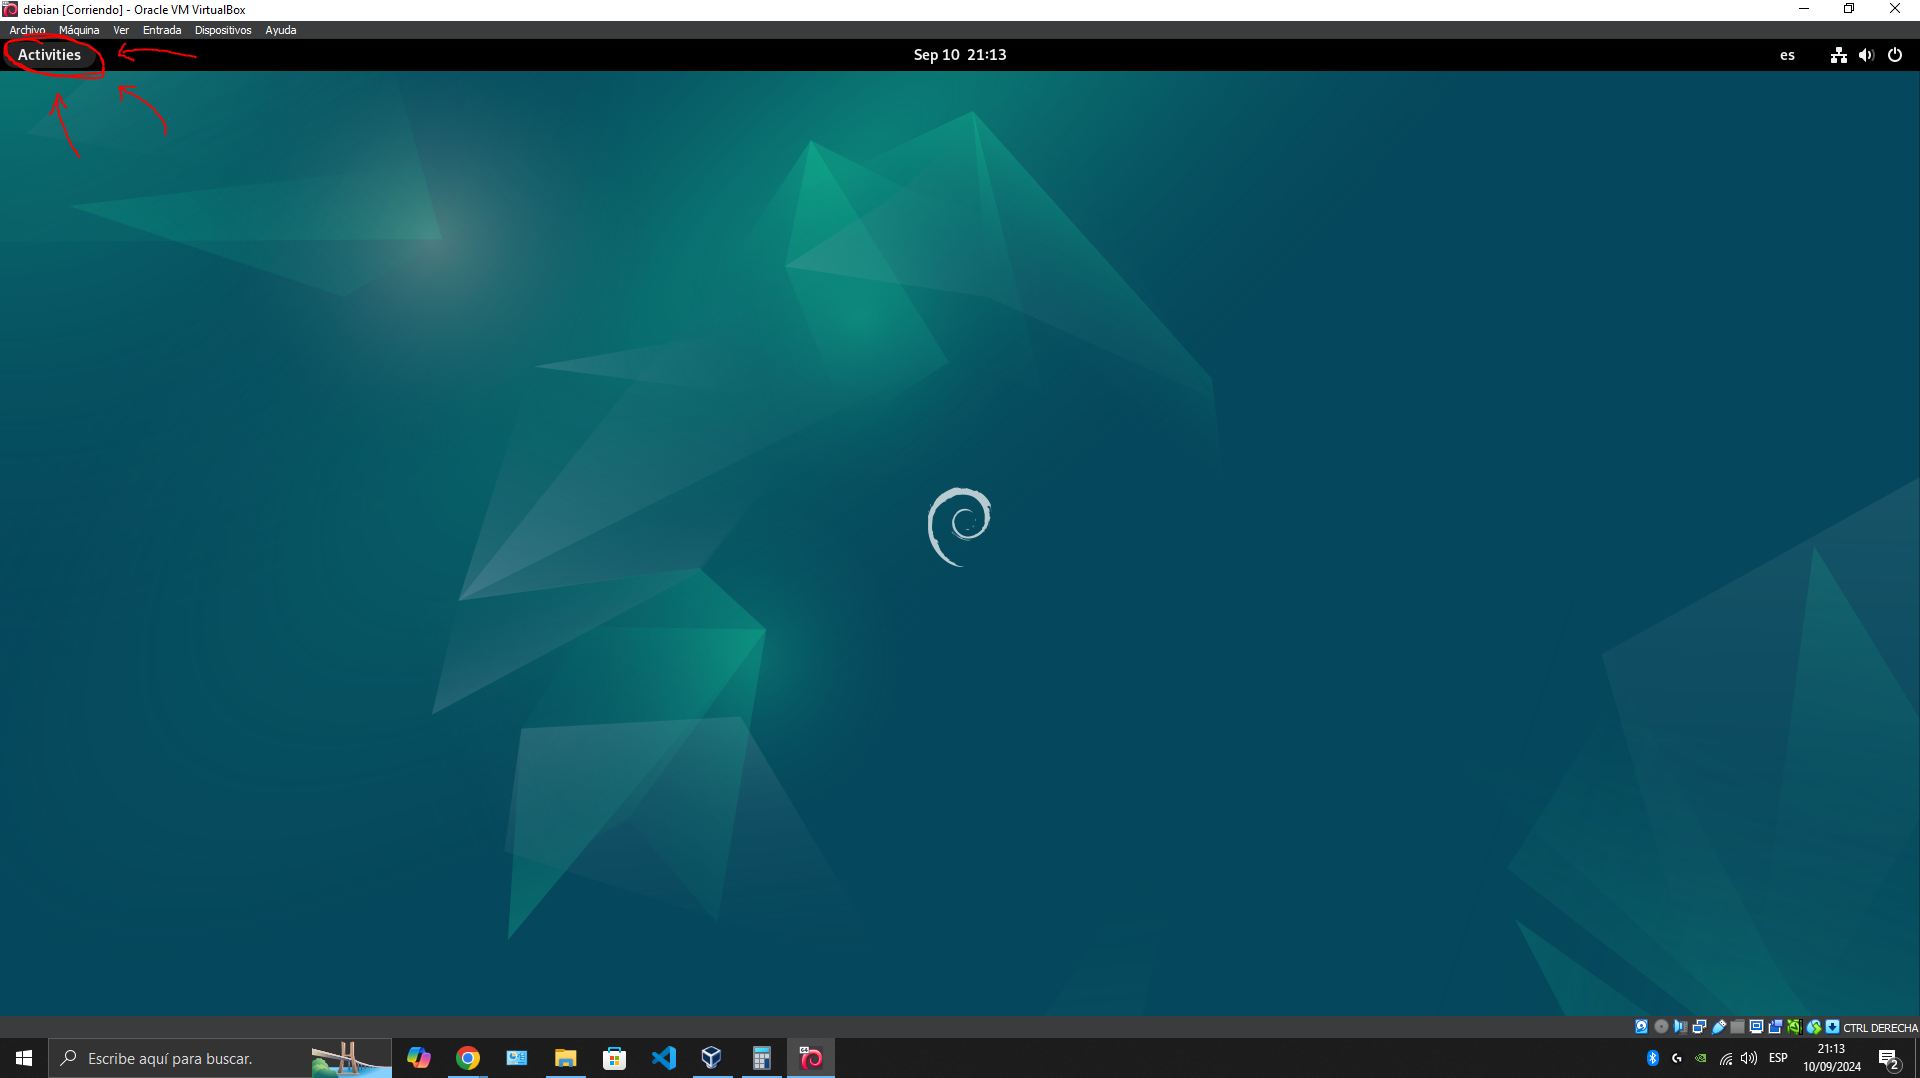 debian [Corriendo] - Oracle VM VirtualBox
Archivo Máquina Ver Entrada Dispositivos Ayuda
Activities Sep 10 21:13 es
CTRL DERECHA
Escribe aquí para buscar. ESP 21:13
10/09/2024 2